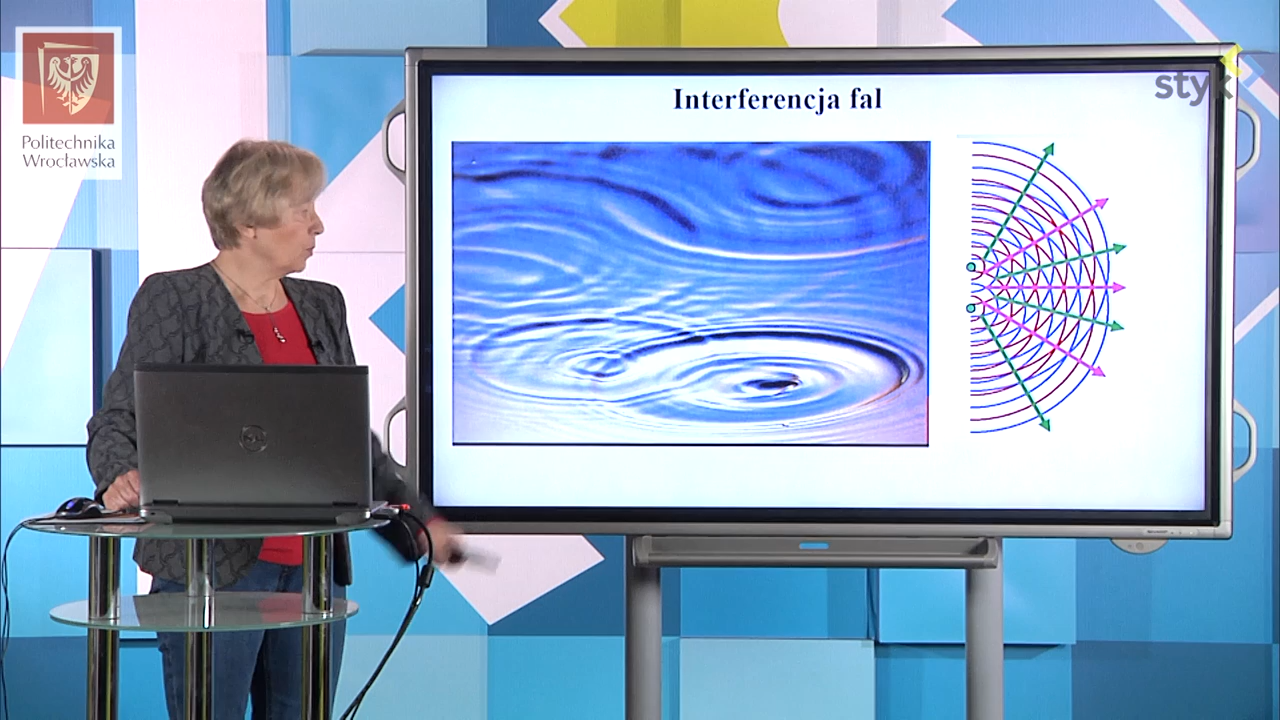 Politechnika
Wrocławska
Interferencja fal
styk